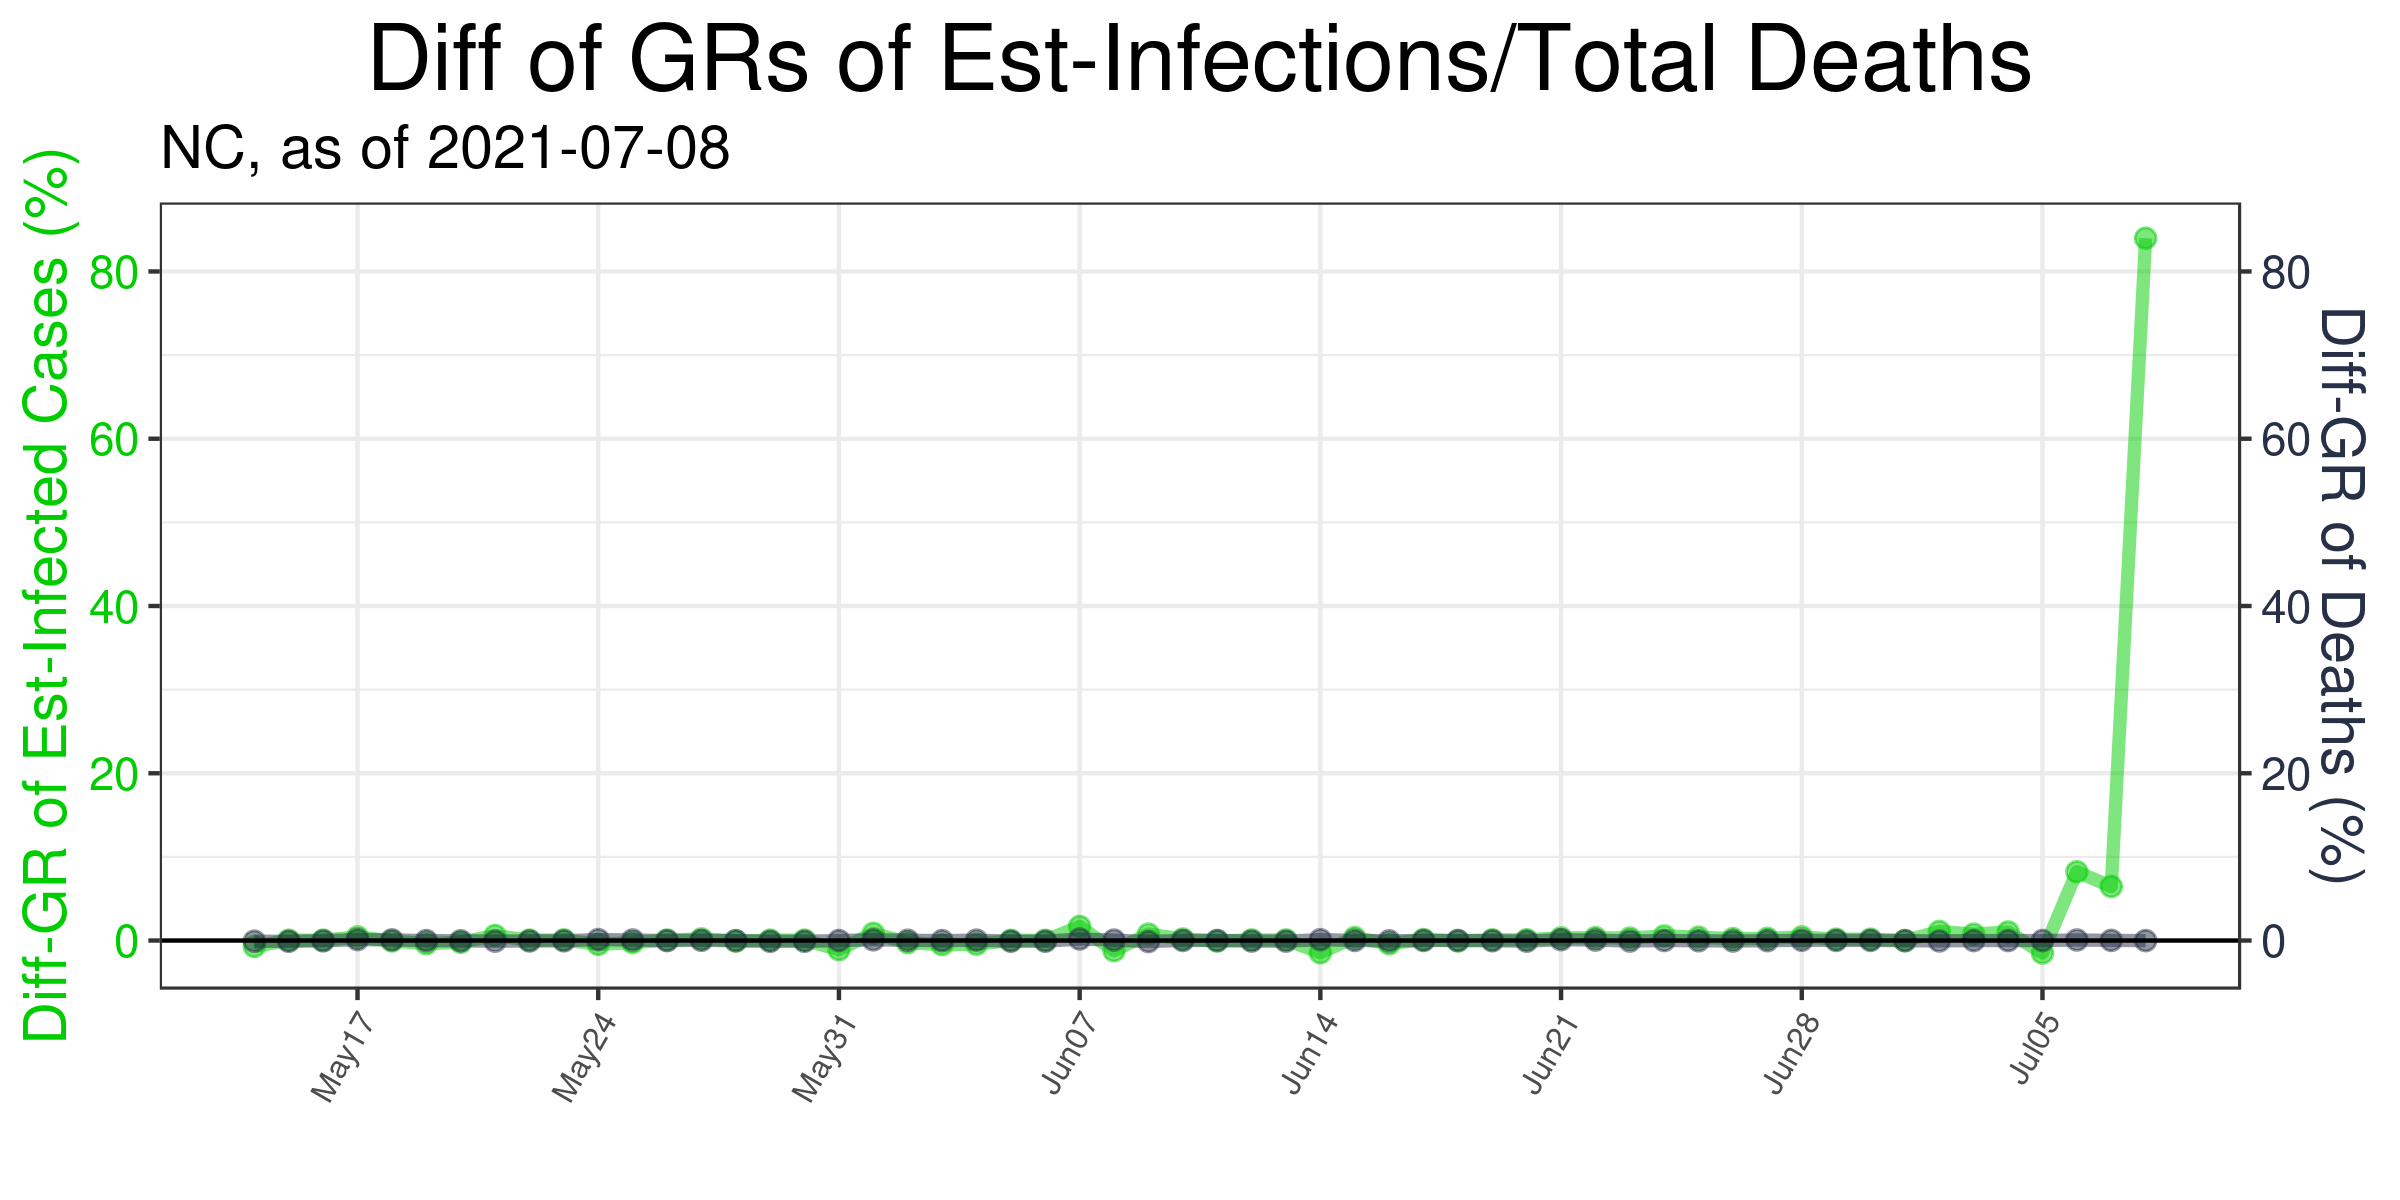 Diff of GRs of Est-Infections/Total Deaths
NC, as of 2021-07-08
Diff-GR of Est-Infected Cases (%)
80
60
40
20
0
80
60
40
20
0
Diff-GR of Deaths (%)
May17
May24
May31
Jun07
Jun14
Jun21
Jun28
Jul05